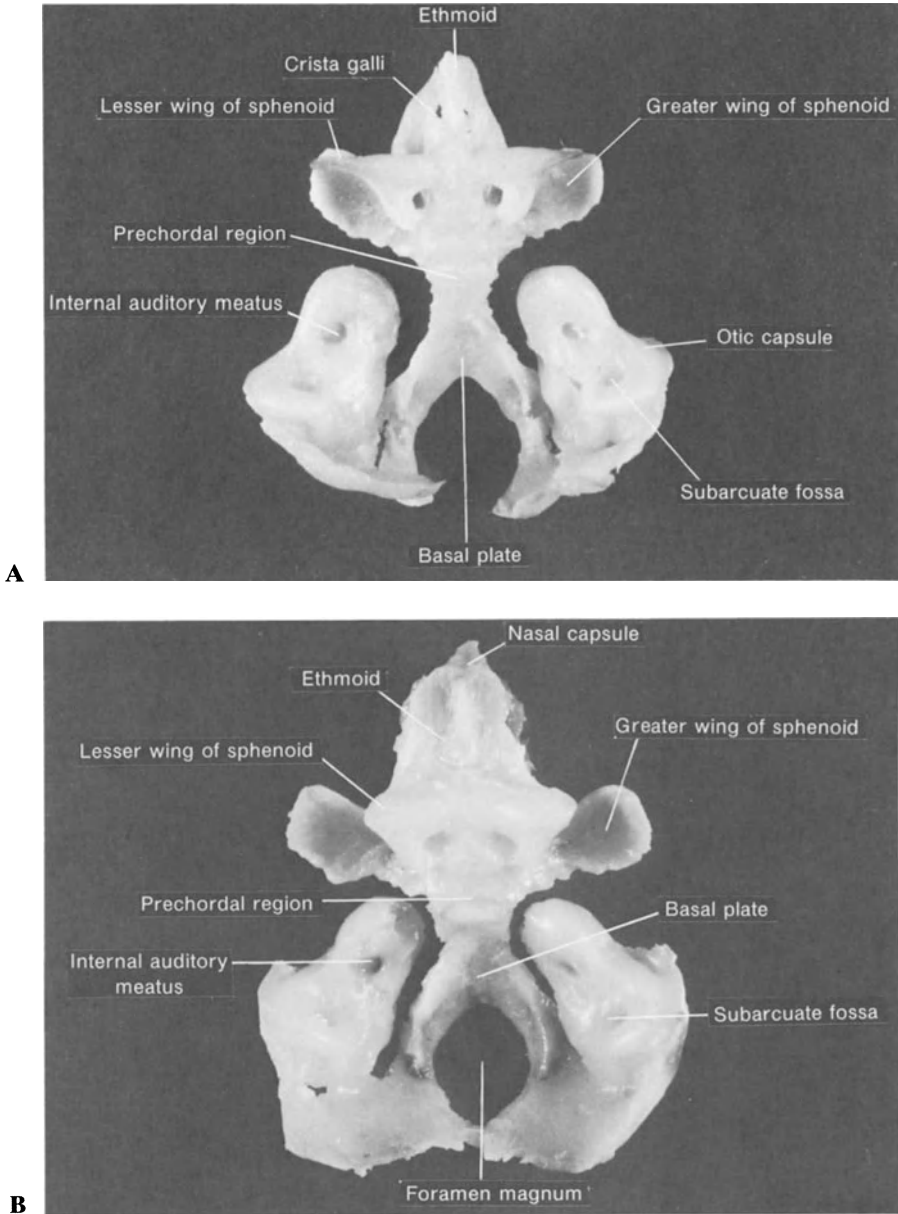 Ethmoid
Crista galli
Lesser wing of sphenoid
Greater wing of sphenoid
Prechordal region
Internal auditory meatus
Otic capsule
Subarcuate fossa
Basal plate
A
Nasal capsule
Ethmoid
Greater wing of sphenoid
Lesser wing of sphenoid
Prechordal region
Basal plate
Internal auditory
meatus
Subarcuate fossa
Foramen magnum
B